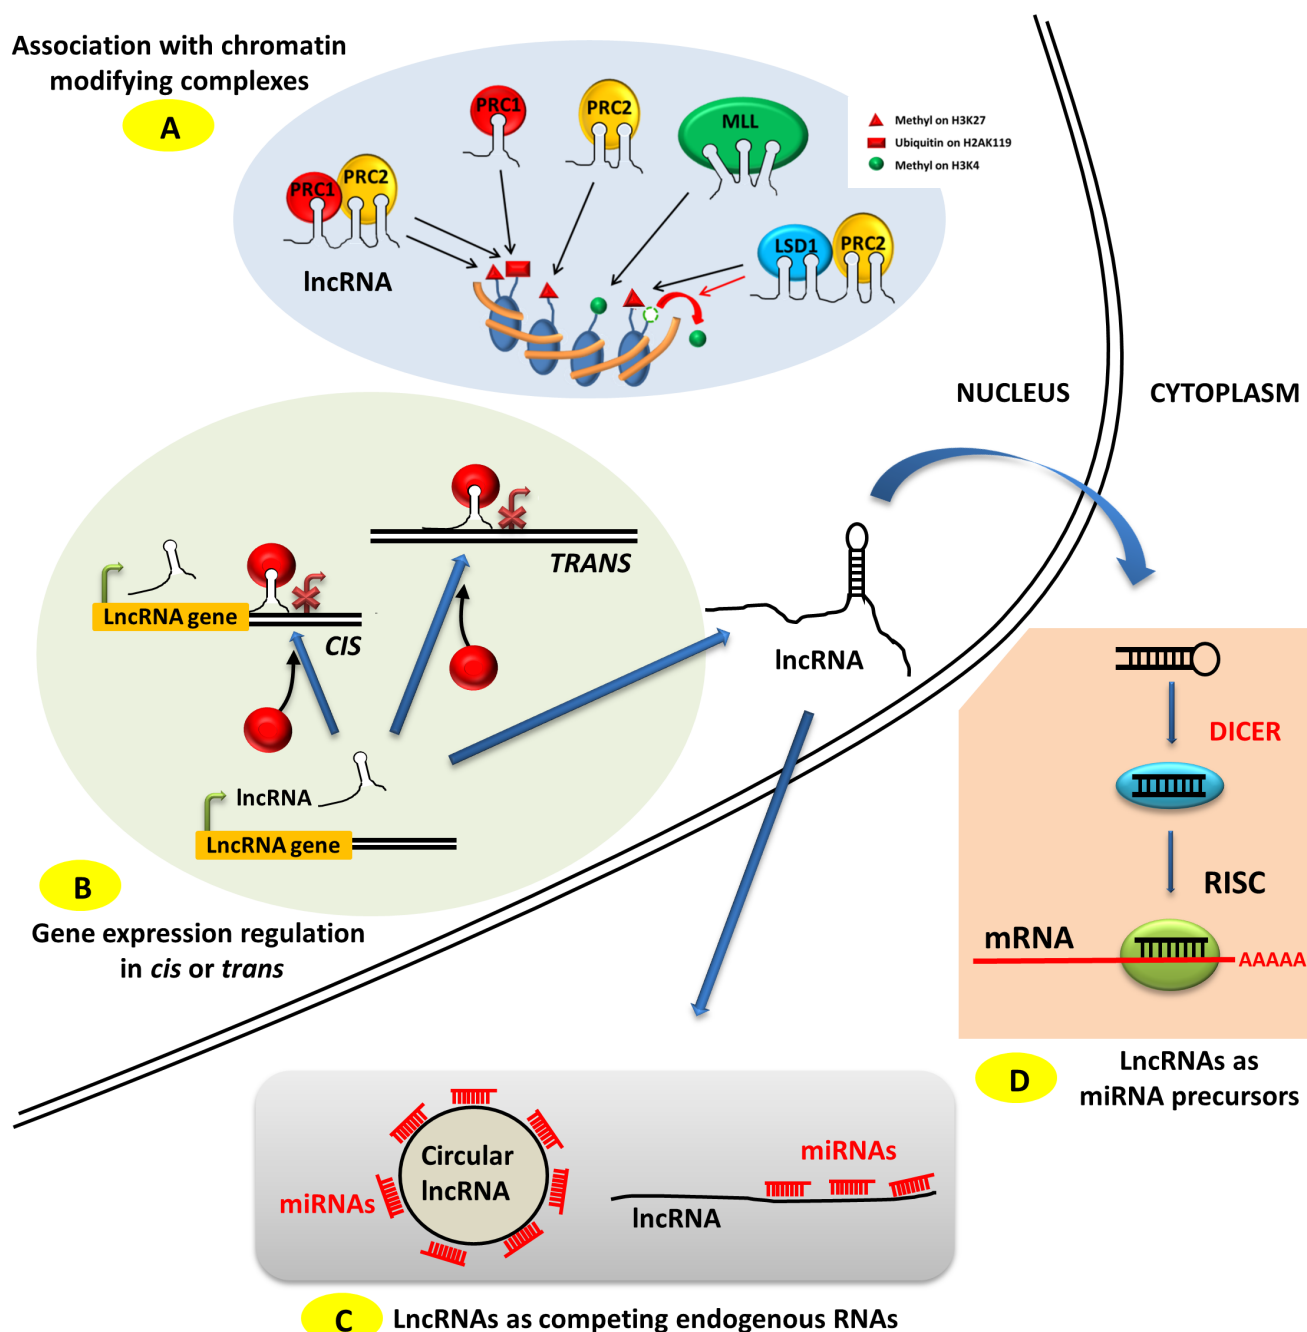 Association with chromatin
modifying complexes
A
PRC1
PRC2
MLL
Methyl on H3K27
Ubiquitin on H2AK119
Methyl on H3K4
PRC1
PRC2
LSD1
PRC2
lncRNA
NUCLEUS
CYTOPLASM
TRANS
LncRNA gene
CIS
lncRNA
lncRNA
LncRNA gene
B
Gene expression regulation
in cis or trans
DICER
RISC
mRNA
AAAAA
D
LncRNAs as
miRNA precursors
Circular
lncRNA
miRNAs
miRNAs
lncRNA
C
LncRNAs as competing endogenous RNAs